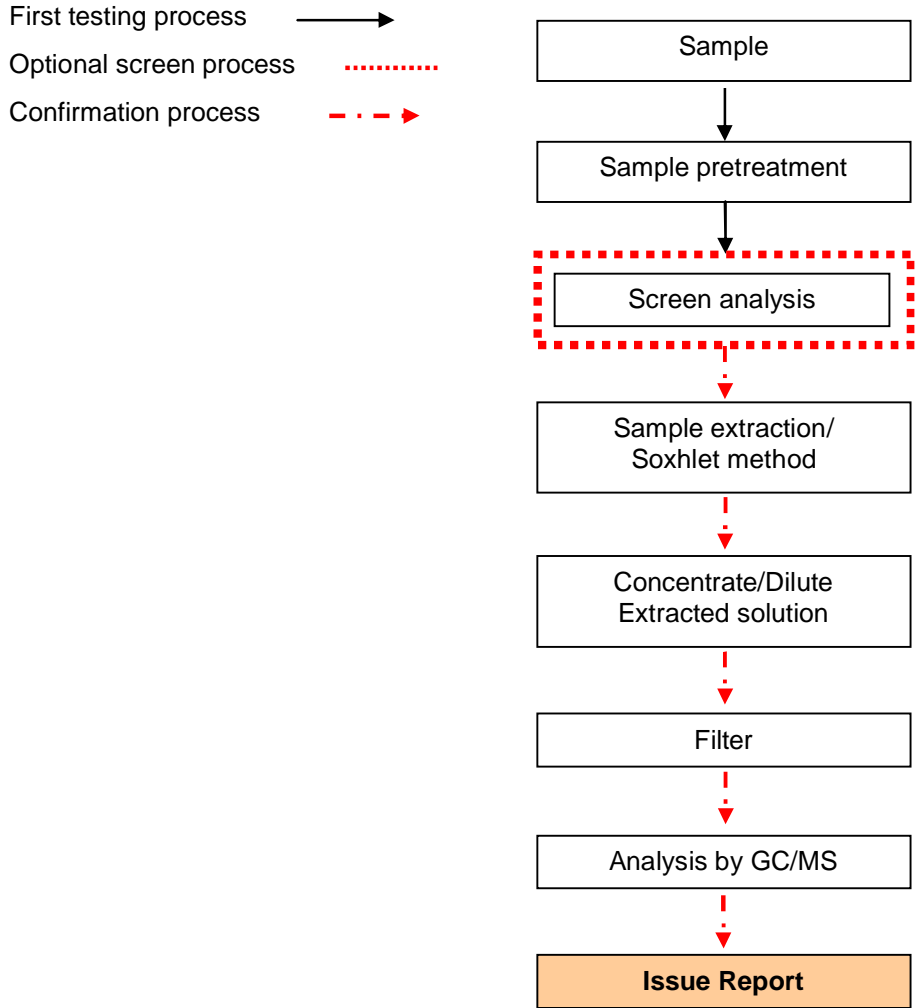 First testing process
Optional screen process
Confirmation process
Sample
Sample pretreatment
Screen analysis
Sample extraction/
Soxhlet method
Concentrate/Dilute
Extracted solution
Filter
Analysis by GC/MS
Issue Report